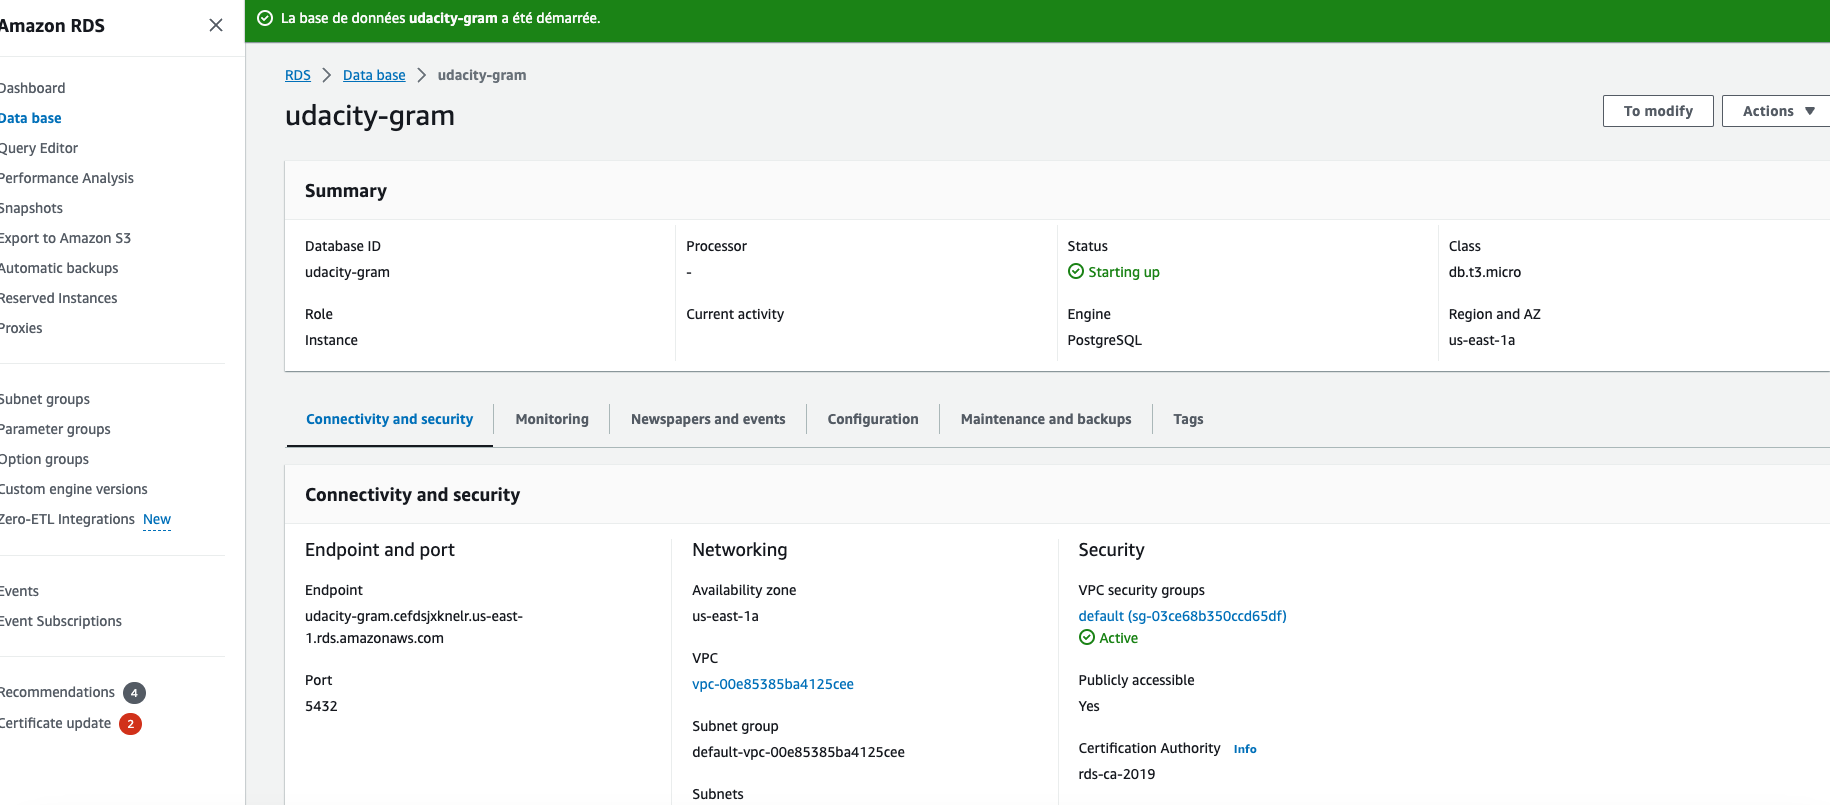 Amazon RDS
Dashboard
Data base
Query Editor
Performance Analysis
Snapshots
Export to Amazon S3
Automatic backups
Reserved Instances
Proxies
Subnet groups
Parameter groups
Option groups
Custom engine versions
Zero-ETL Integrations New
Events
Event Subscriptions
Recommendations 4
Certificate update 2
La base de données udacity-gram a été démarrée.
RDS > Data base > udacity-gram
udacity-gram
To modify
Actions
Summary
Database ID
udacity-gram
Role
Instance
Processor
-
Current activity
Status
Starting up
Engine
PostgreSQL
Class
db.t3.micro
Region and AZ
us-east-1a
Connectivity and security
Monitoring
Newspapers and events
Configuration
Maintenance and backups
Tags
Connectivity and security
Endpoint and port
Endpoint
udacity-gram.cefdsjxknelr.us-east-
1.rds.amazonaws.com
Port
5432
Networking
Availability zone
us-east-1a
VPC
vpc-00e85385ba4125cee
Subnet group
default-vpc-00e85385ba4125cee
Subnets
Security
VPC security groups
default (sg-03ce68b350ccd65df)
Active
Publicly accessible
Yes
Certification Authority Info
rds-ca-2019